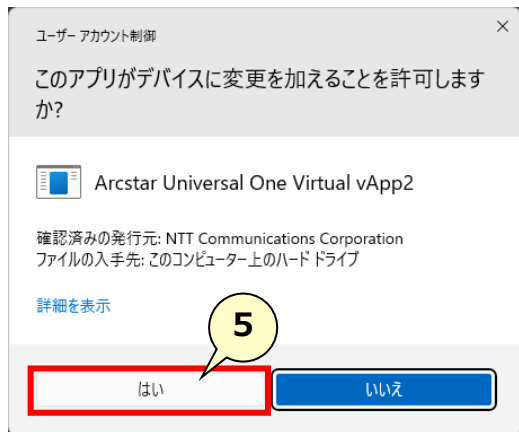 ユーザー アカウント制御
このアプリがデバイスに変更を加えることを許可します
か?
Arcstar Universal One Virtual vApp2
確認済みの発行元: NTT Communications Corporation
ファイルの入手先: このコンピューター上のハード ドライブ
詳細を表示
5
はい
いいえ